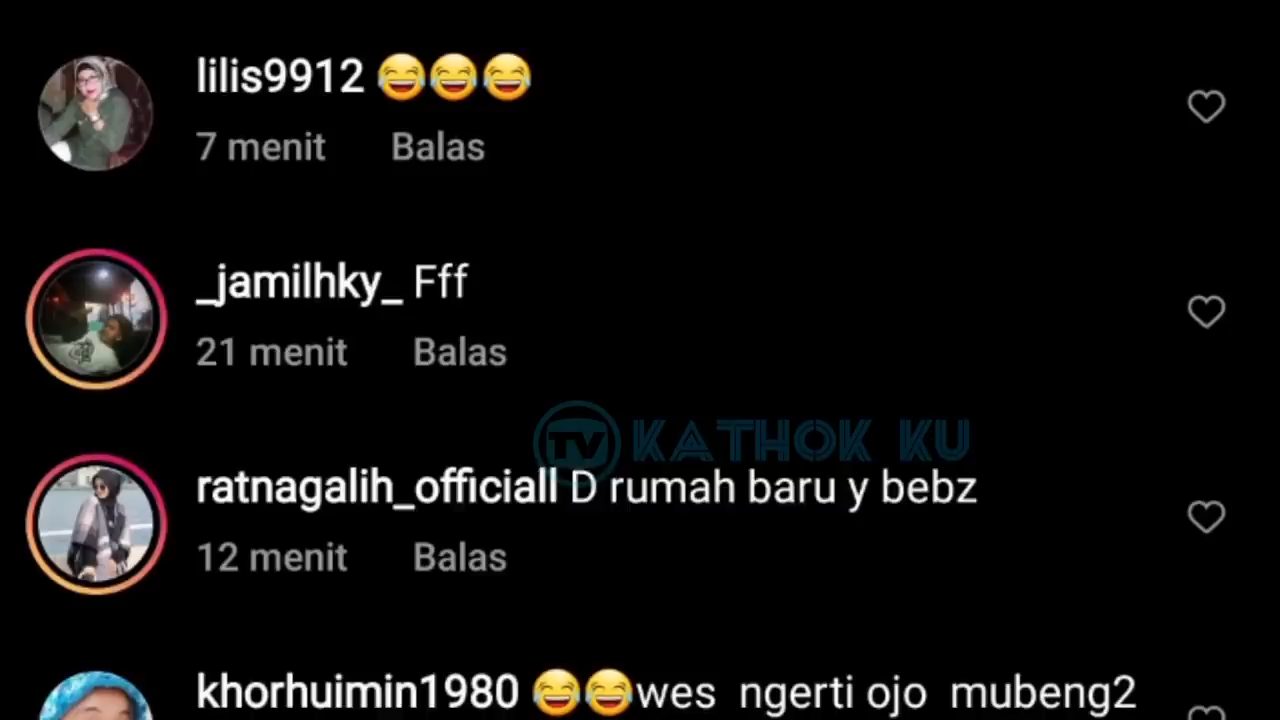 lilis9912 😂😂😂
7 menit Balas
_jamilhky_ Fff
21 menit Balas
TV KATHOK KU
ratnagalih_officiall D rumah baru y bebz
12 menit Balas
khorhuimin1980 😂😂wes ngerti ojo mubeng2